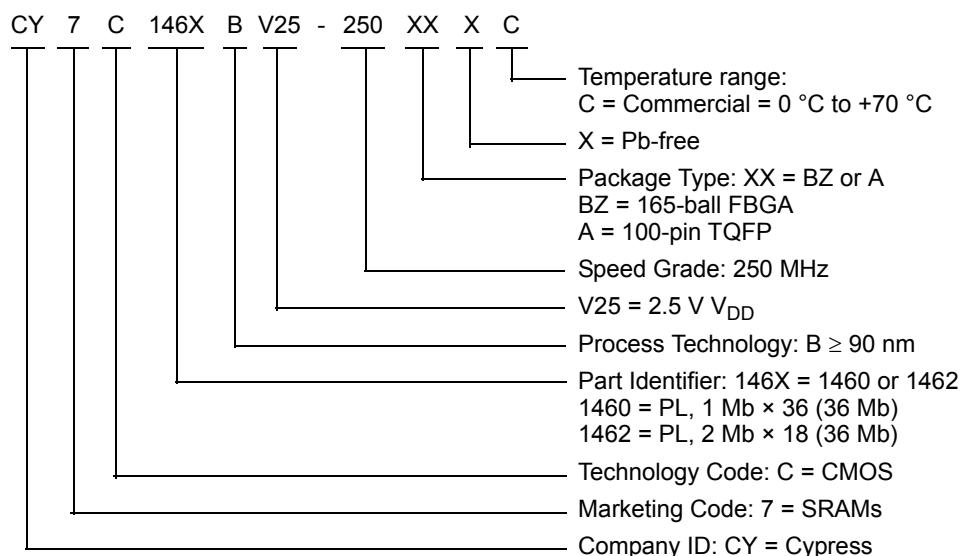 CY 7 C 146X B V25 - 250 XX X C
Temperature range:
C = Commercial = 0 °C to +70 °C
X = Pb-free
Package Type: XX = BZ or A
BZ = 165-ball FBGA
A = 100-pin TQFP
Speed Grade: 250 MHz
V25 = 2.5 V VDD
Process Technology: B ≥ 90 nm
Part Identifier: 146X = 1460 or 1462
1460 = PL, 1 Mb × 36 (36 Mb)
1462 = PL, 2 Mb × 18 (36 Mb)
Technology Code: C = CMOS
Marketing Code: 7 = SRAMs
Company ID: CY = Cypress